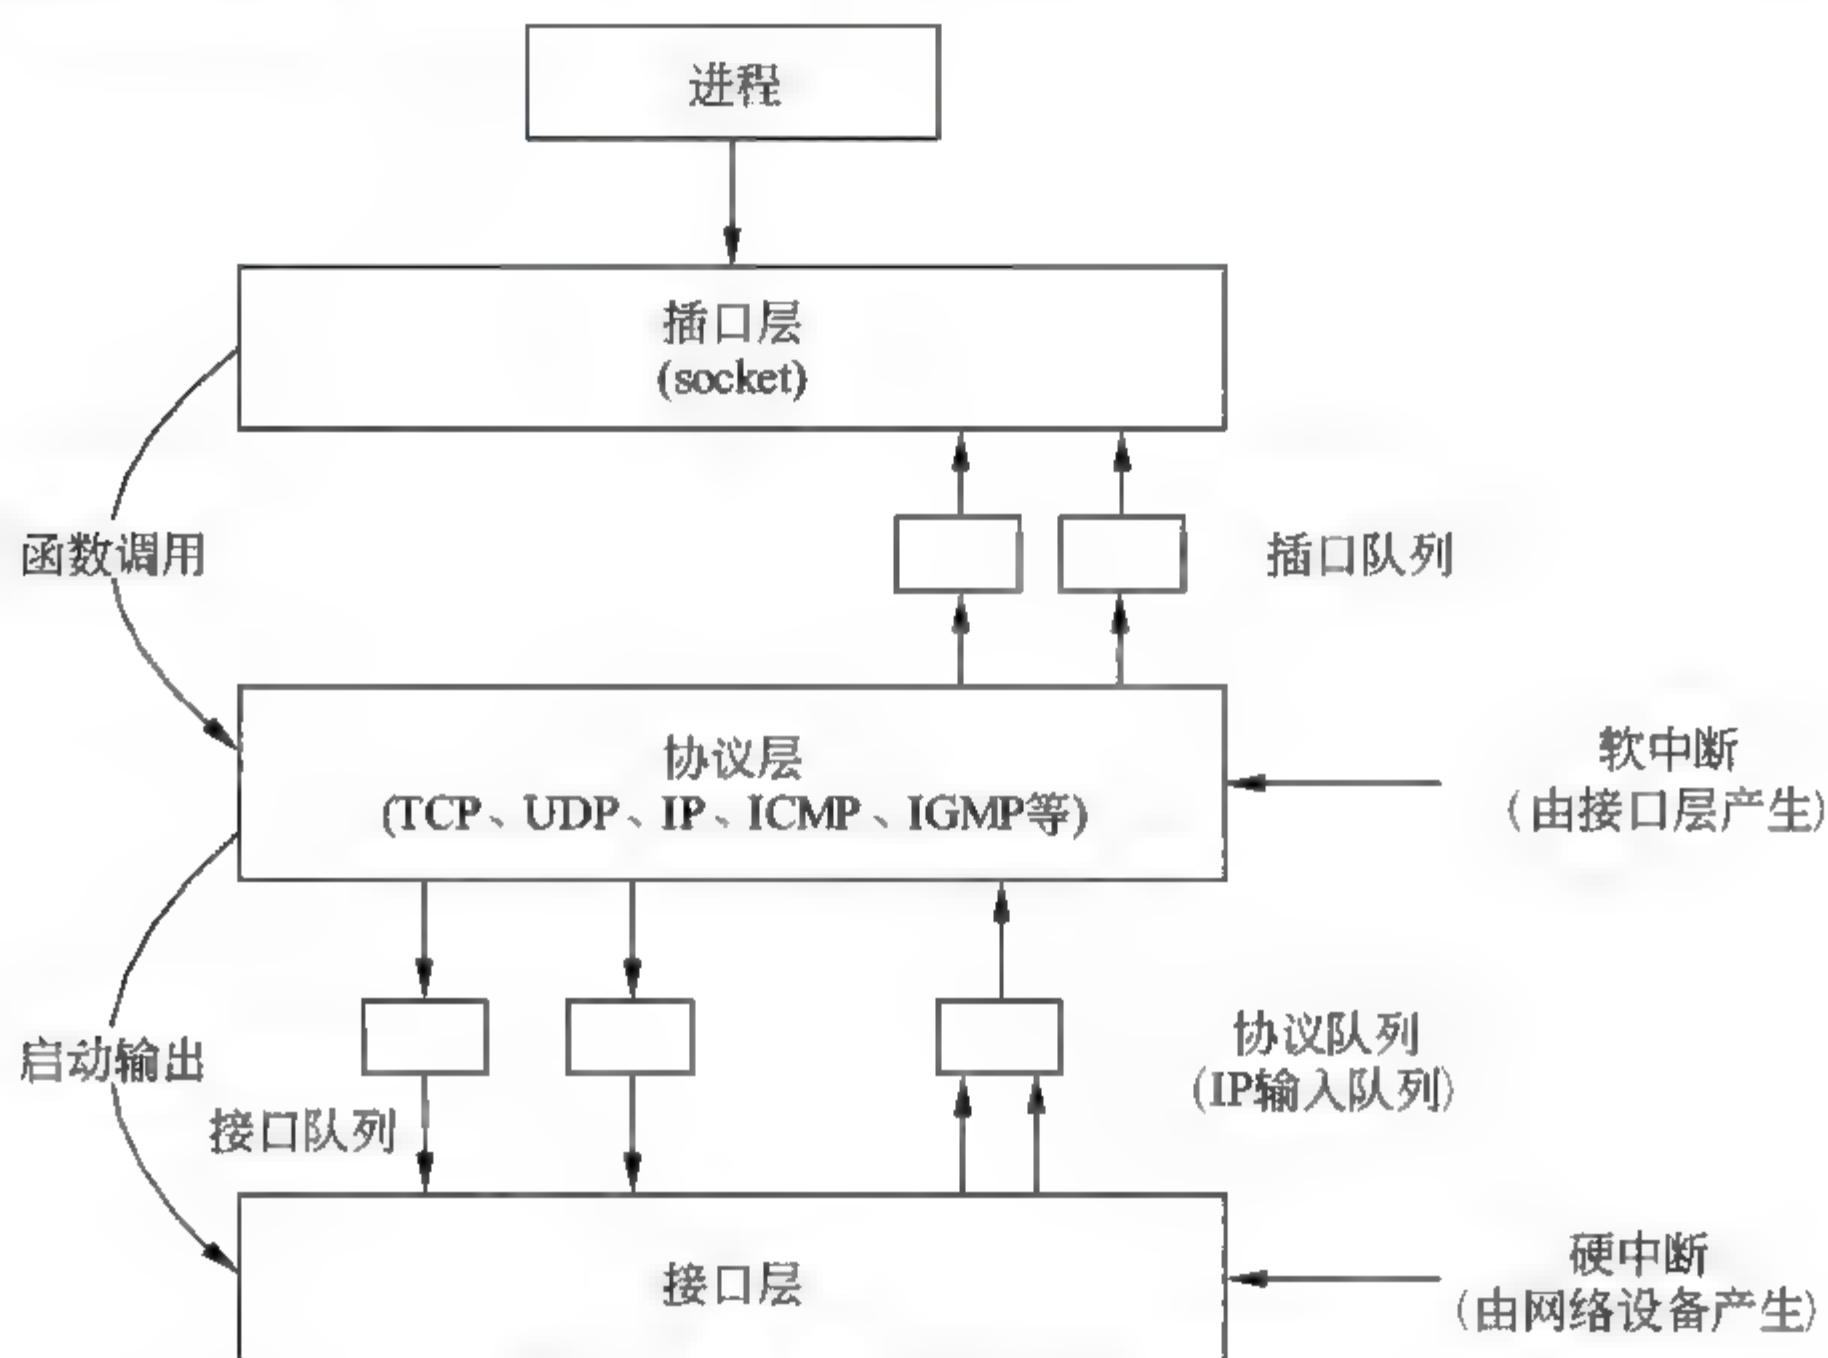 进程
插口层
(socket)
函数调用
插口队列
协议层
(TCP、UDP、IP、ICMP、IGMP等)
软中断
(由接口层产生)
启动输出
接口队列
协议队列
(IP输入队列)
接口层
硬中断
(由网络设备产生)